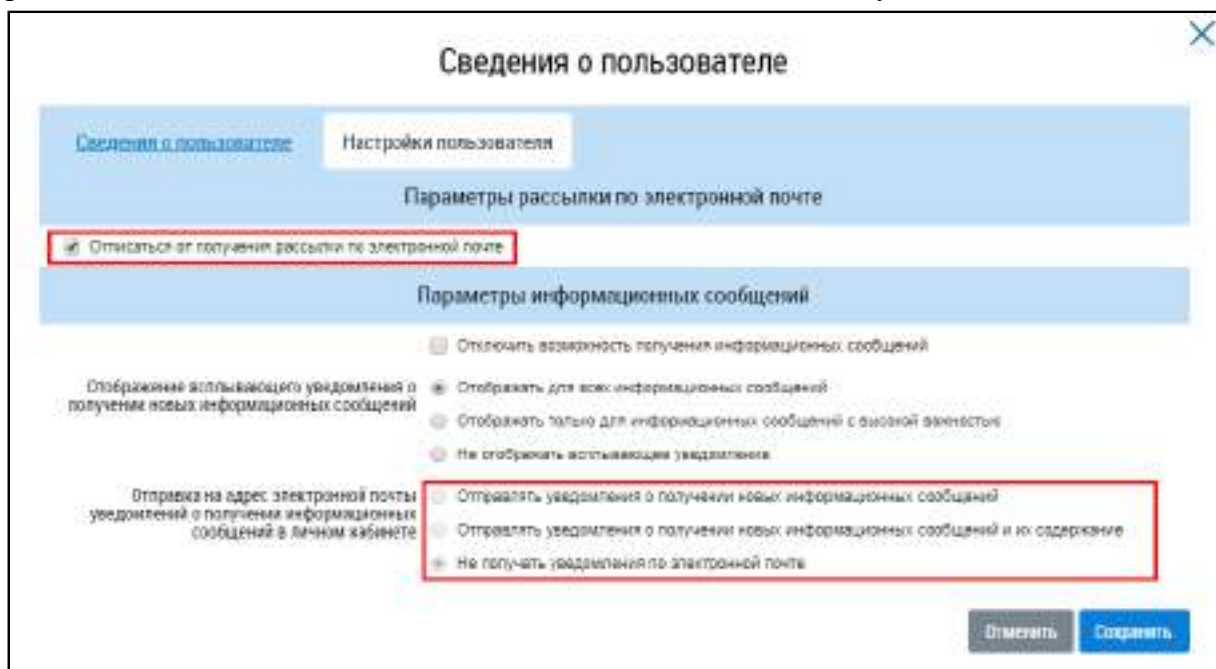 Сведения о пользователе
Сведения о пользователе
Настройки пользователя
Параметры рассылки по электронной почте
Отписаться от получения рассылки по электронной почте
Параметры информационных сообщений
Отключить возможность получения информационных сообщений
Отображение всплывающего уведомления о
получении новых информационных сообщений
Отображать для всех информационных сообщений
Отображать только для информационных сообщений с высокой важностью
Не отображать всплывающее уведомление
Отправка на адрес электронной почты
уведомлений о получении информационных
сообщений в личном кабинете
Отправлять уведомления о получении новых информационных сообщений
Отправлять уведомления о получении новых информационных сообщений и их содержание
Не получать уведомления по электронной почте
Отменить
Сохранить